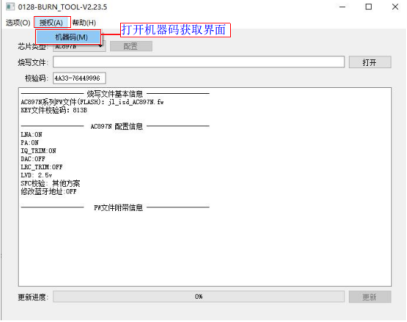 0128-BURN_TOOL-V2.23.5
选项(O) 授权(A) 帮助(H)
机器码(M)
打开机器码获取界面
芯片类型: AC897N 配置
烧写文件: 打开
校验码: 4A33-76449996
烧写文件基本信息
AC897N系列FW文件(FLASH): jl_isd_AC897N.fw
KEY文件校验码: 813B
AC897N 配置信息
LNA:ON
PA:ON
IQ_TRIM:ON
DAC:OFF
LRC_TRIM:OFF
LVD: 2.5v
SFC校验: 其他方案
修改蓝牙地址:OFF
FW文件附带信息
更新进度: 0% 更新